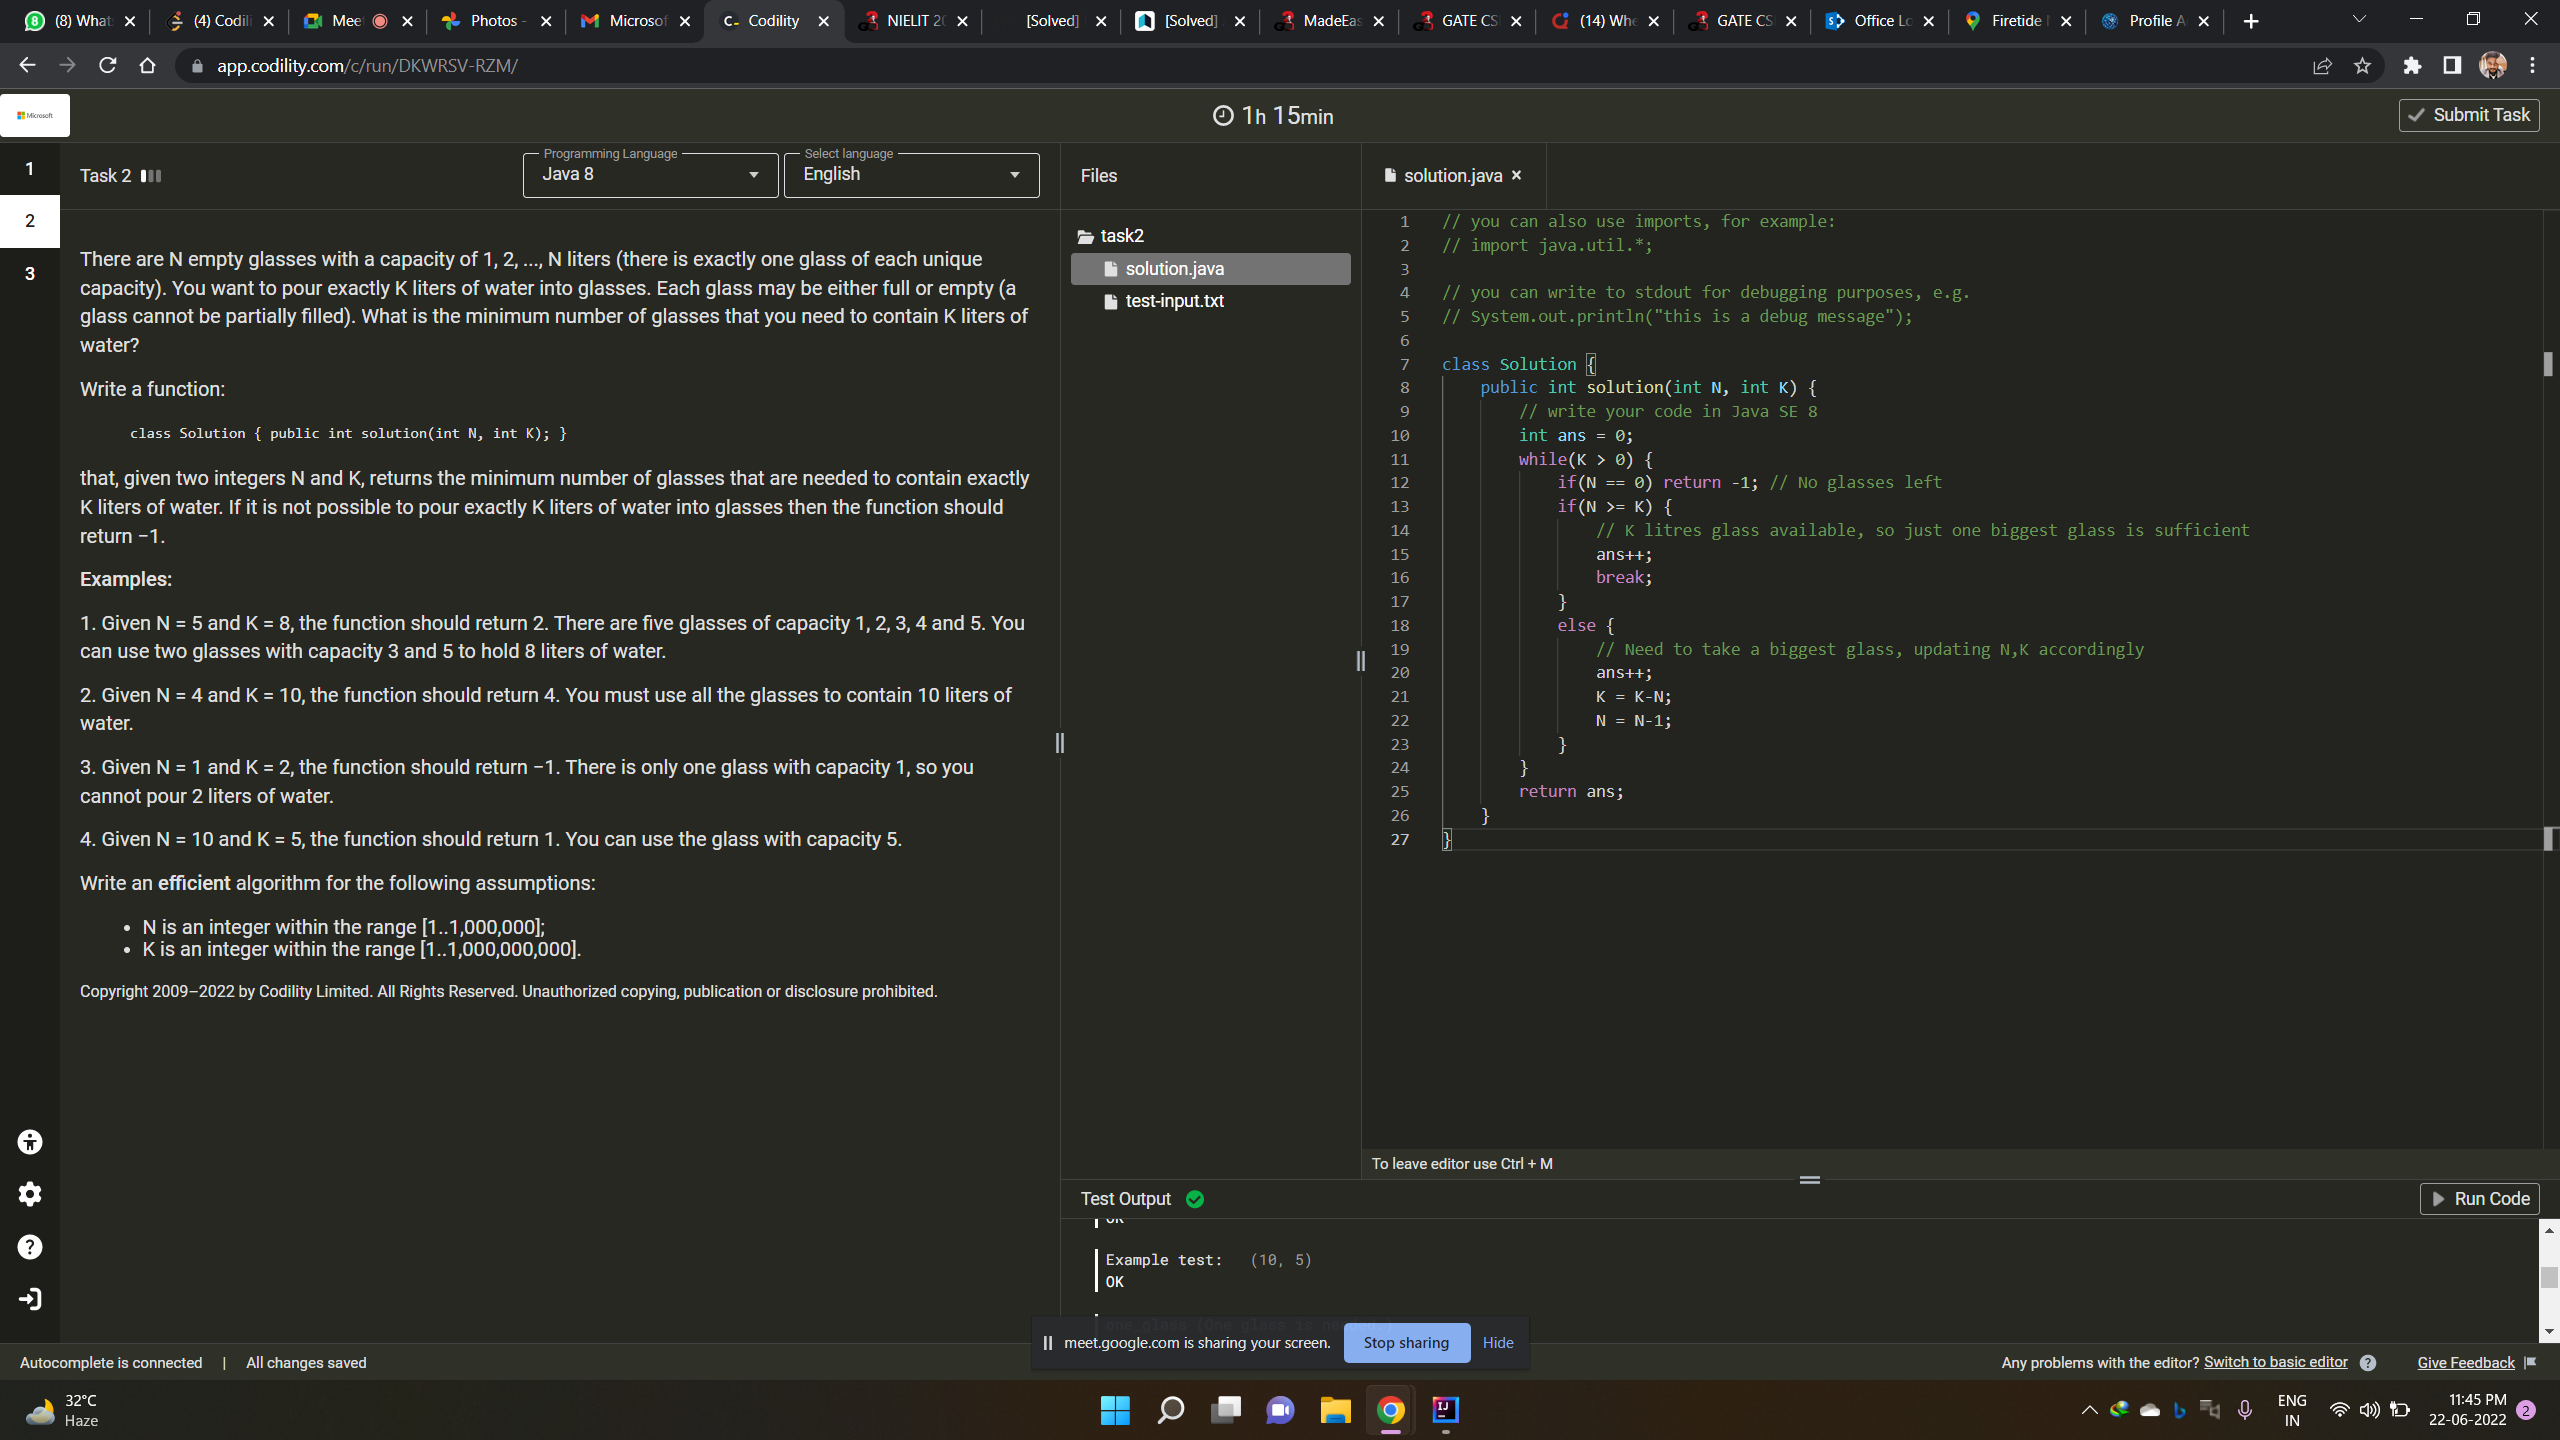 (8) What
(4) Codili
Meet
Photos -
Microsof
Codility
NIELIT 20
[Solved]
[Solved]
MadeEas
GATE CS
(14) Whe
GATE CS
Office Lo
Firetide
Profile A
app.codility.com/c/run/DKWRSV-RZM/
Microsoft
1h 15min
Submit Task
1
2
3
Task 2
Programming Language
Java 8
Select language
English
There are N empty glasses with a capacity of 1, 2, ..., N liters (there is exactly one glass of each unique
capacity). You want to pour exactly K liters of water into glasses. Each glass may be either full or empty (a
glass cannot be partially filled). What is the minimum number of glasses that you need to contain K liters of
water?
Write a function:
class Solution { public int solution(int N, int K); }
that, given two integers N and K, returns the minimum number of glasses that are needed to contain exactly
K liters of water. If it is not possible to pour exactly K liters of water into glasses then the function should
return −1.
Examples:
1. Given N = 5 and K = 8, the function should return 2. There are five glasses of capacity 1, 2, 3, 4 and 5. You
can use two glasses with capacity 3 and 5 to hold 8 liters of water.
2. Given N = 4 and K = 10, the function should return 4. You must use all the glasses to contain 10 liters of
water.
3. Given N = 1 and K = 2, the function should return −1. There is only one glass with capacity 1, so you
cannot pour 2 liters of water.
4. Given N = 10 and K = 5, the function should return 1. You can use the glass with capacity 5.
Write an efficient algorithm for the following assumptions:
• N is an integer within the range [1..1,000,000];
• K is an integer within the range [1..1,000,000,000].
Copyright 2009–2022 by Codility Limited. All Rights Reserved. Unauthorized copying, publication or disclosure prohibited.
Files
task2
solution.java
test-input.txt
solution.java ×
1 // you can also use imports, for example:
2 // import java.util.*;
3
4 // you can write to stdout for debugging purposes, e.g.
5 // System.out.println("this is a debug message");
6
7 class Solution {
8 public int solution(int N, int K) {
9 // write your code in Java SE 8
10 int ans = 0;
11 while(K > 0) {
12 if(N == 0) return -1; // No glasses left
13 if(N >= K) {
14 // K litres glass available, so just one biggest glass is sufficient
15 ans++;
16 break;
17 }
18 else {
19 // Need to take a biggest glass, updating N,K accordingly
20 ans++;
21 K = K-N;
22 N = N-1;
23 }
24 }
25 return ans;
26 }
27 }
To leave editor use Ctrl + M
Test Output
Run Code
OK
Example test: (10, 5)
OK
meet.google.com is sharing your screen.
Stop sharing
Hide
Autocomplete is connected | All changes saved
Any problems with the editor? Switch to basic editor
Give Feedback
32°C
Haze
ENG
IN
11:45 PM
22-06-2022
2